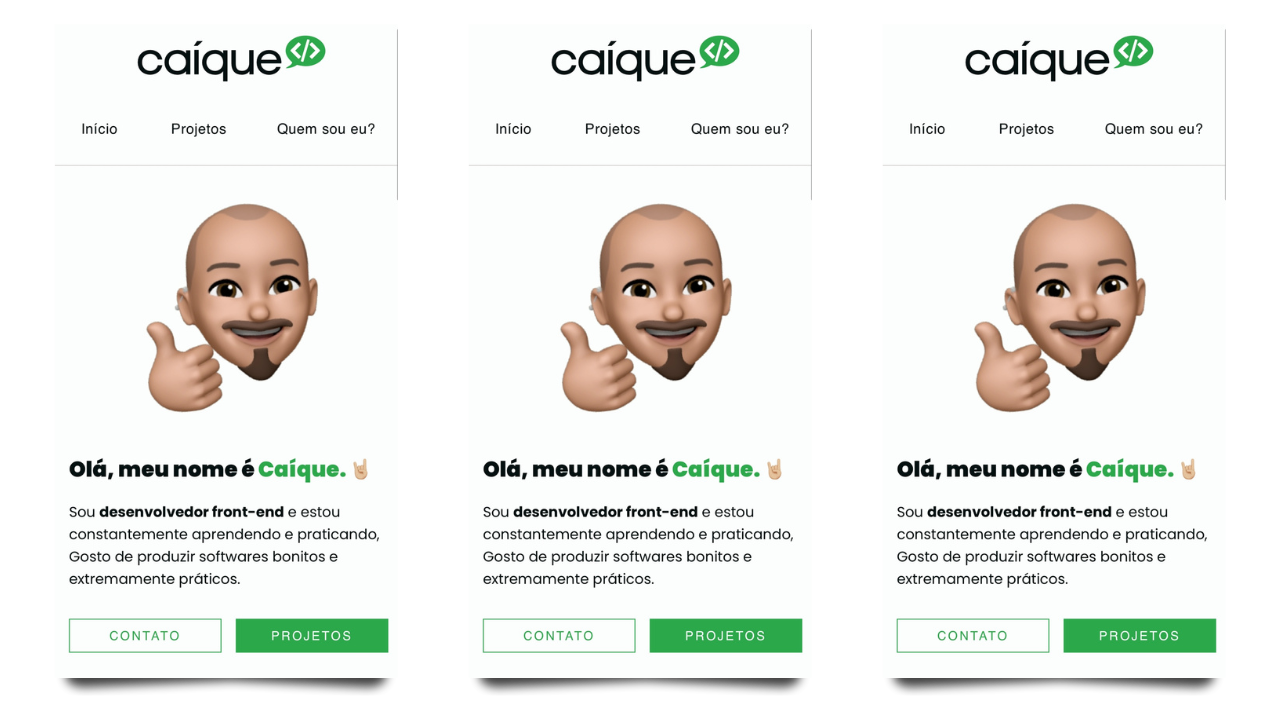 caíque </>
Início Projetos Quem sou eu?
Olá, meu nome é Caíque. 🤘🏼
Sou desenvolvedor front-end e estou
constantemente aprendendo e praticando,
Gosto de produzir softwares bonitos e
extremamente práticos.
CONTATO PROJETOS
caíque </>
Início Projetos Quem sou eu?
Olá, meu nome é Caíque. 🤘🏼
Sou desenvolvedor front-end e estou
constantemente aprendendo e praticando,
Gosto de produzir softwares bonitos e
extremamente práticos.
CONTATO PROJETOS
caíque </>
Início Projetos Quem sou eu?
Olá, meu nome é Caíque. 🤘🏼
Sou desenvolvedor front-end e estou
constantemente aprendendo e praticando,
Gosto de produzir softwares bonitos e
extremamente práticos.
CONTATO PROJETOS